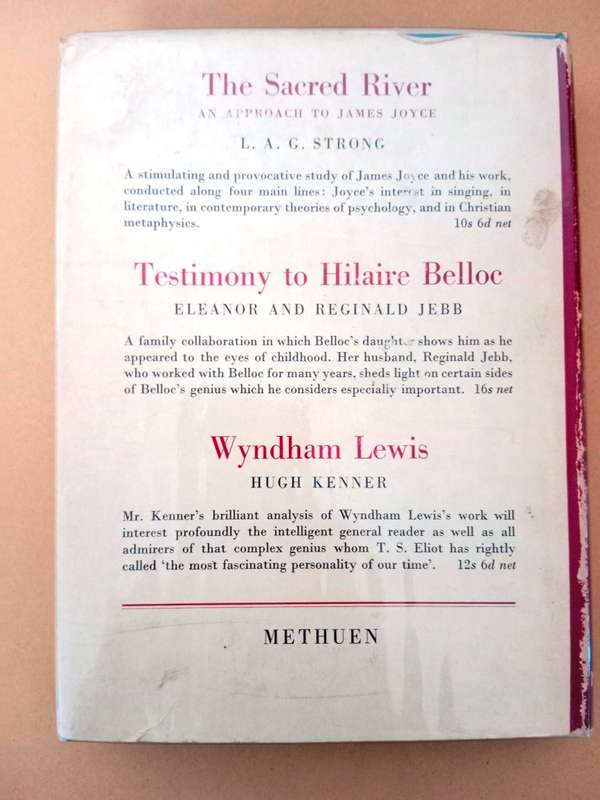 The Sacred River
AN APPROACH TO JAMES JOYCE
L. A. G. STRONG
A stimulating and provocative study of James Joyce and his work,
conducted along four main lines: Joyce's interest in singing, in
literature, in contemporary theories of psychology, and in Christian
metaphysics. 10s 6d net
Testimony to Hilaire Belloc
ELEANOR AND REGINALD JEBB
A family collaboration in which Belloc's daughter shows him as he
appeared to the eyes of childhood. Her husband, Reginald Jebb,
who worked with Belloc for many years, sheds light on certain sides
of Belloc's genius which he considers especially important. 16s net
Wyndham Lewis
HUGH KENNER
Mr. Kenner's brilliant analysis of Wyndham Lewis's work will
interest profoundly the intelligent general reader as well as all
admirers of that complex genius whom T. S. Eliot has rightly
called 'the most fascinating personality of our time'. 12s 6d net
METHUEN